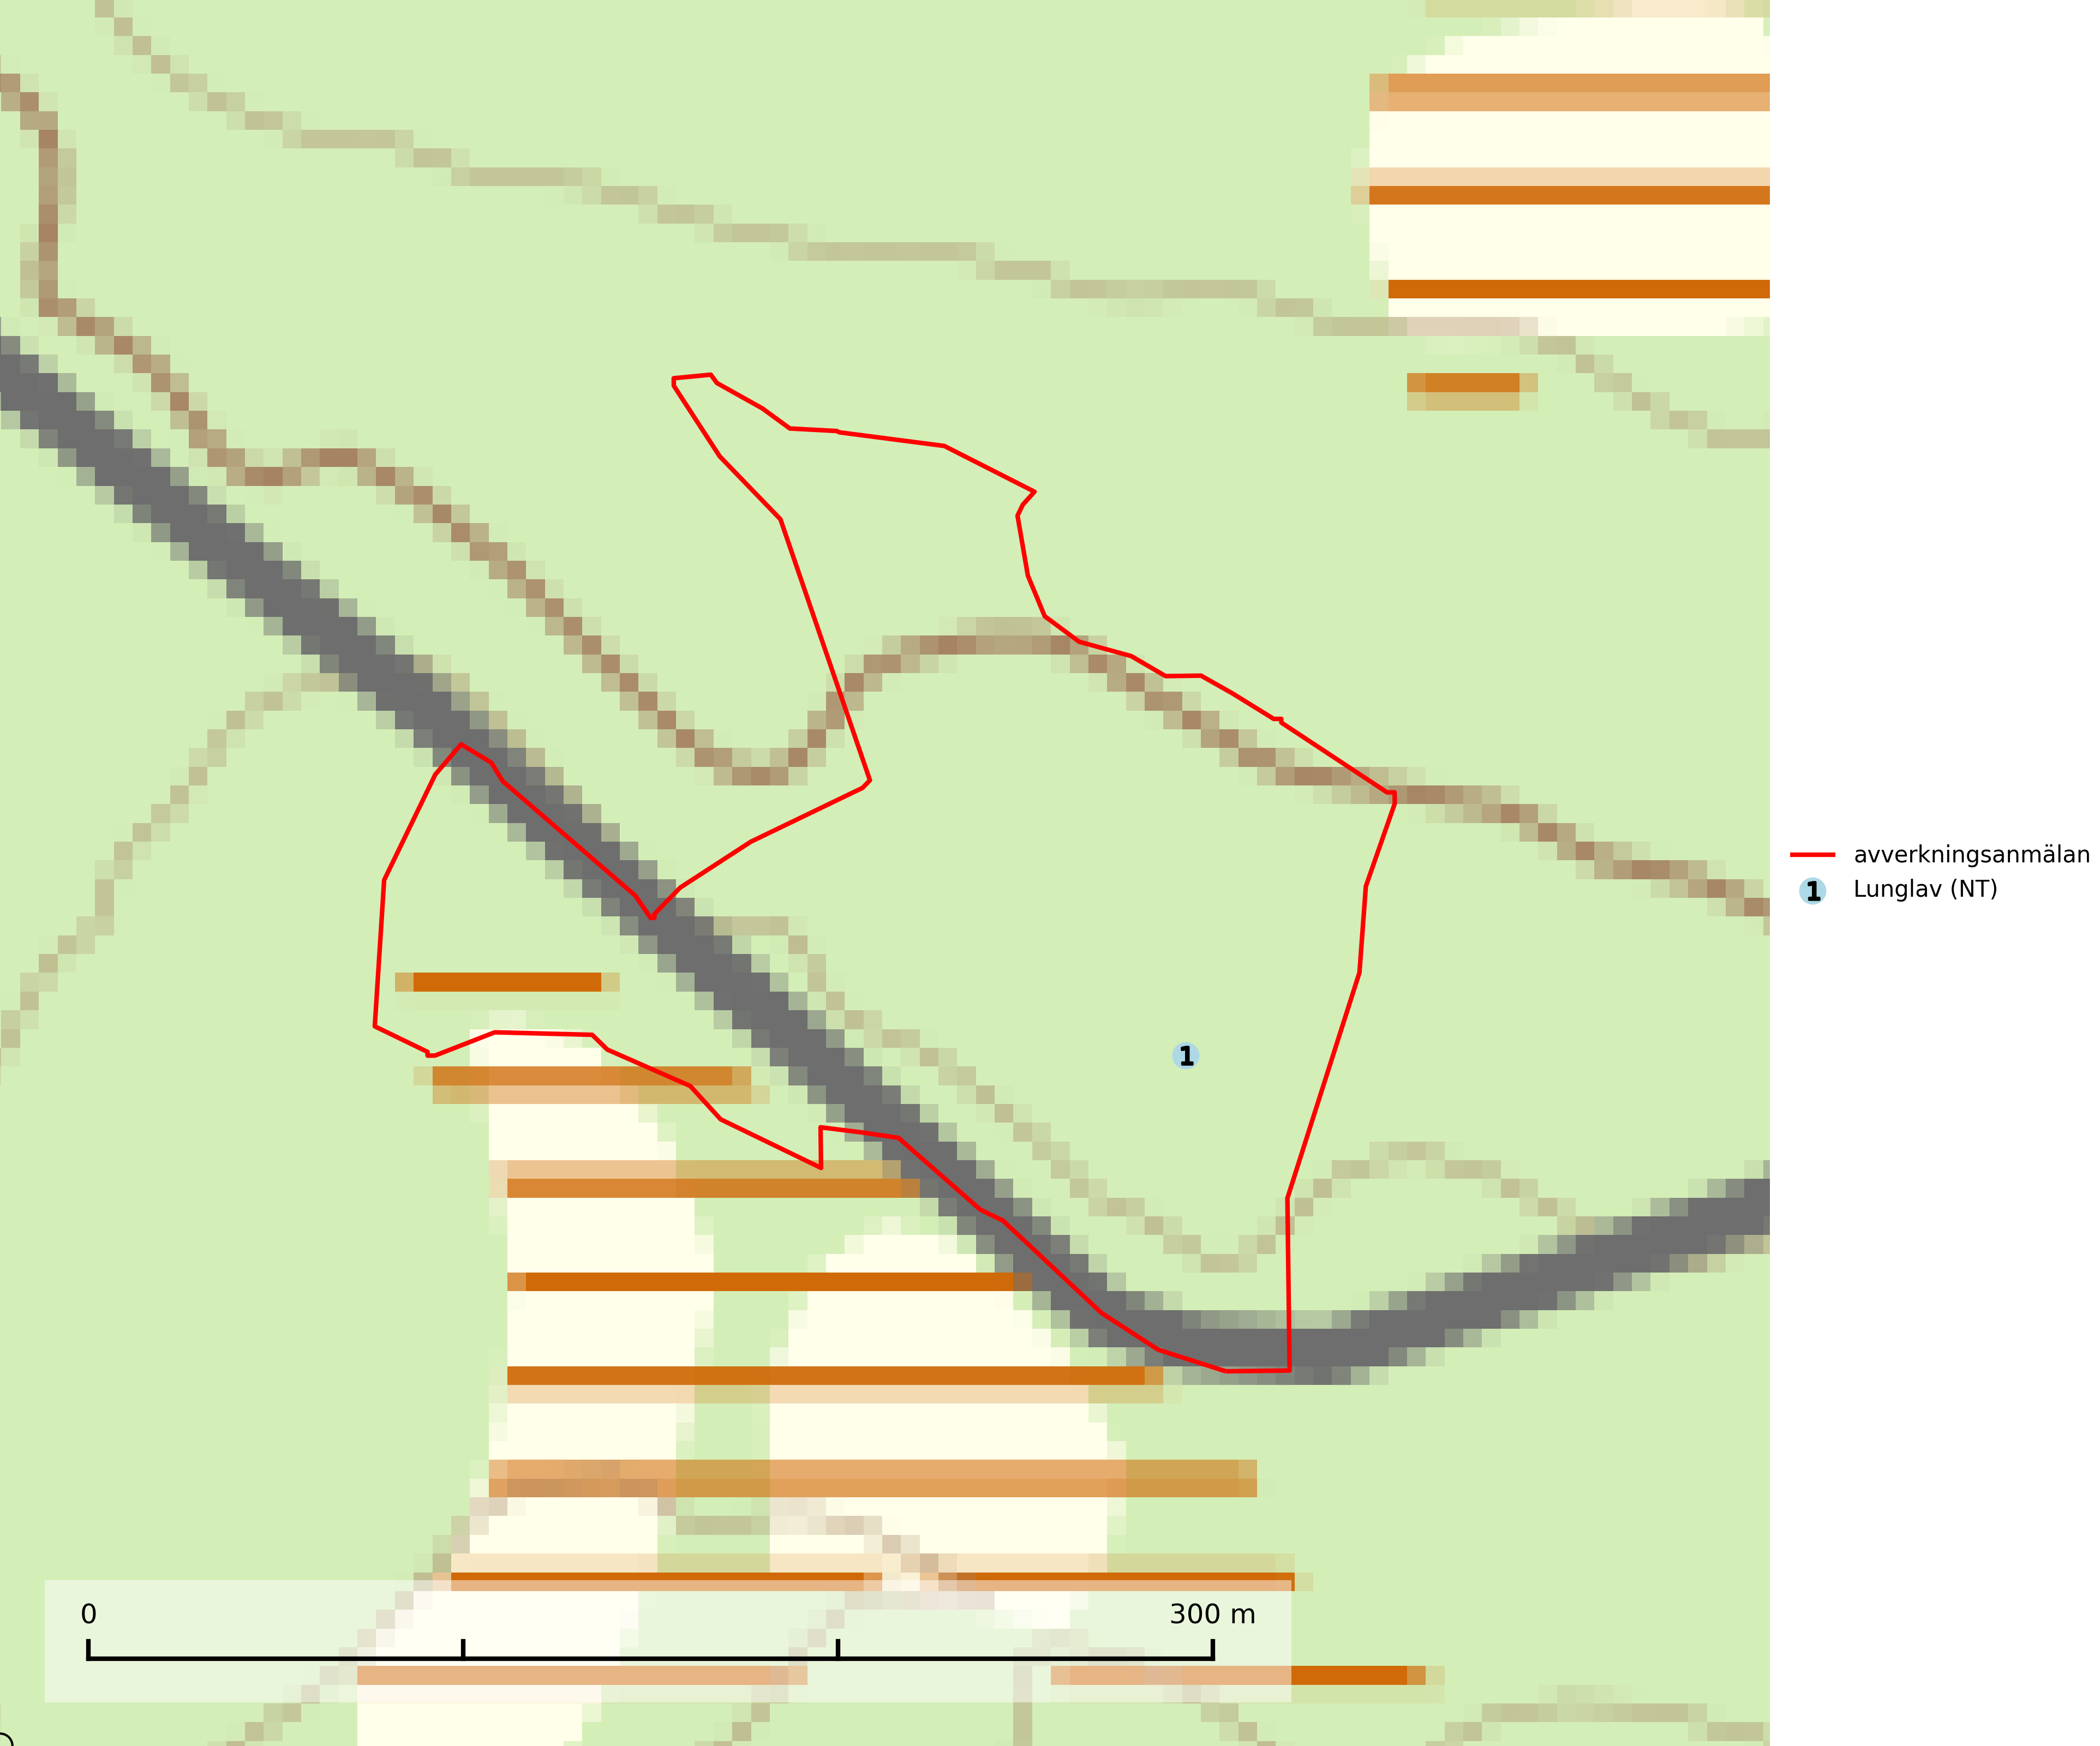 avverkningsanmälan
1 Lunglav (NT)
1
0 300 m